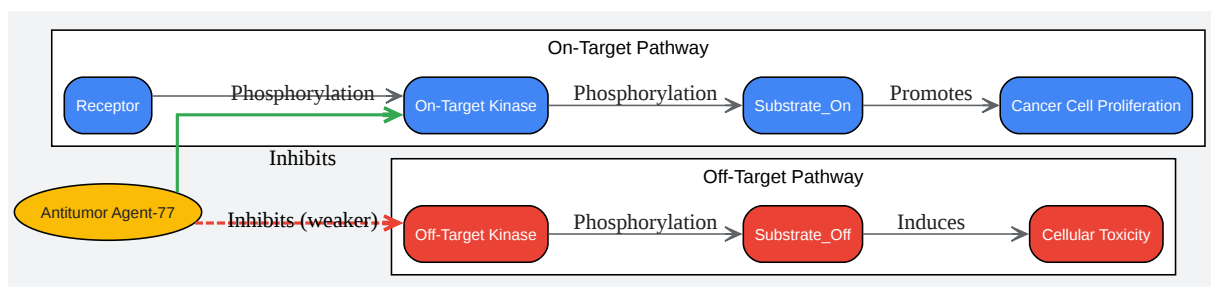 On-Target Pathway
Receptor
Phosphorylation
On-Target Kinase
Phosphorylation
Substrate_On
Promotes
Cancer Cell Proliferation
Inhibits
Off-Target Pathway
Antitumor Agent-77
Inhibits (weaker)
Off-Target Kinase
Phosphorylation
Substrate_Off
Induces
Cellular Toxicity